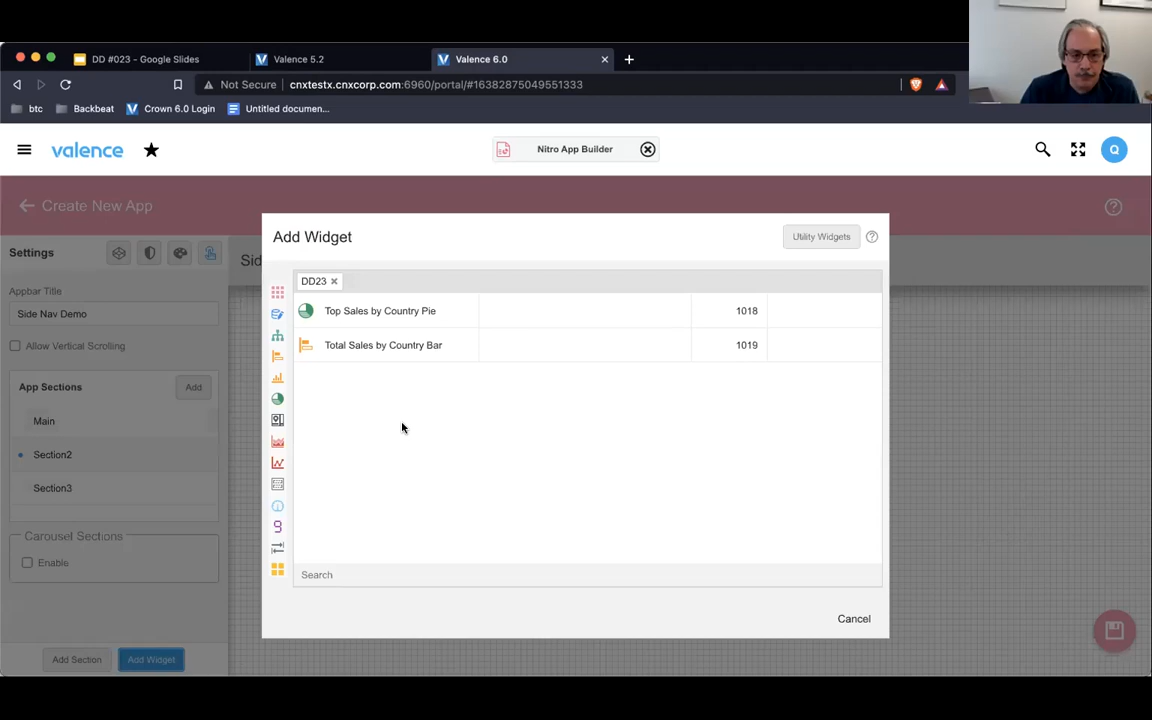 DD #023 - Google Slides
Valence 5.2
Valence 6.0
Not Secure
cnxtestx.cnxcorp.com:6960/portal/#16382875049551333
btc
Backbeat
Crown 6.0 Login
Untitled documen...
valence
Nitro App Builder
Q
Create New App
Settings
Sid
Appbar Title
Side Nav Demo
Allow Vertical Scrolling
App Sections
Add
Main
Section2
Section3
Carousel Sections
Enable
Add Section
Add Widget
Add Widget
Utility Widgets
DD23
Top Sales by Country Pie
1018
Total Sales by Country Bar
1019
Search
Cancel